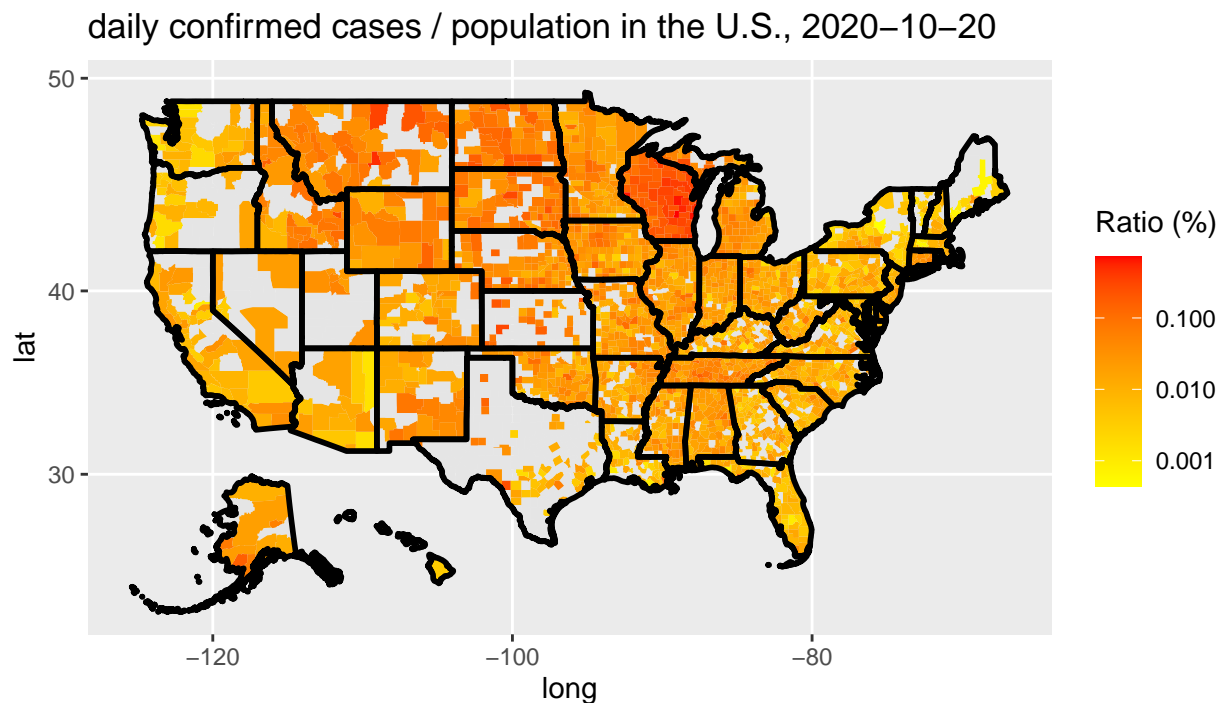 daily confirmed cases / population in the U.S., 2020−10−20
50
40
30
lat
−120
−100
−80
long
Ratio (%)
0.100
0.010
0.001